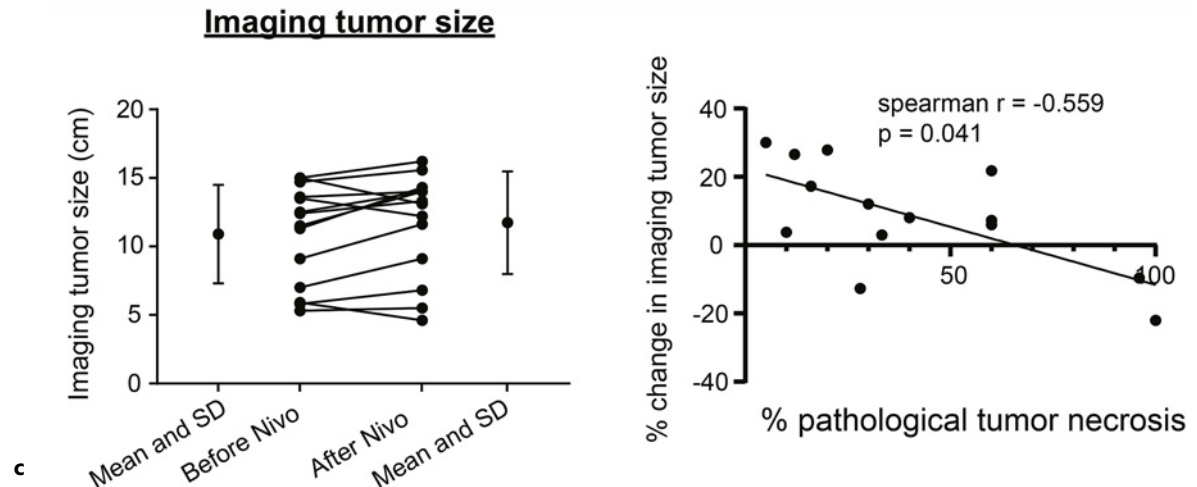 Imaging tumor size
Imaging tumor size (cm)
20
15
10
5
0
Mean and SD
Before Nivo
After Nivo
Mean and SD
% change in imaging tumor size
40
20
0
-20
-40
spearman r = -0.559
p = 0.041
50
100
% pathological tumor necrosis
c